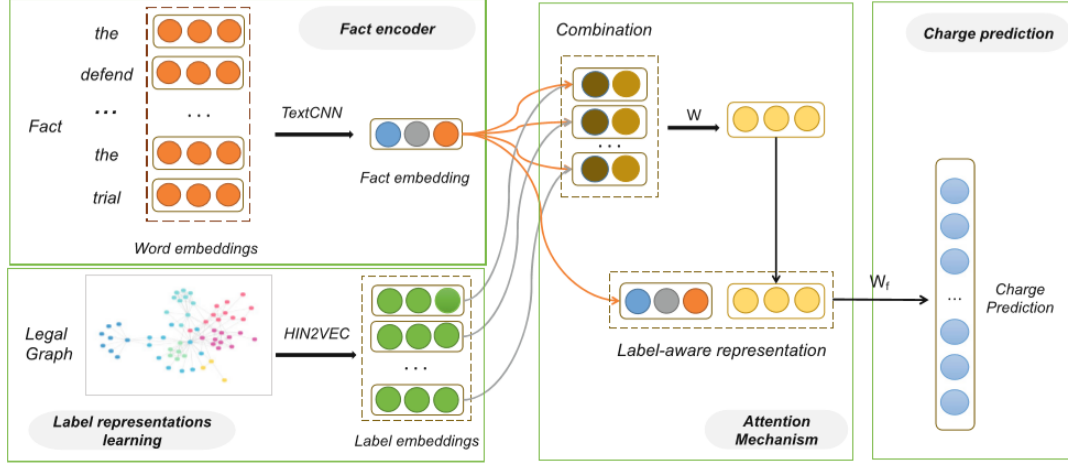 Fact encoder
the
defend
...
Fact
the
trial
...
TextCNN
Word embeddings
Fact embedding
Legal
Graph
HIN2VEC
...
Label representations
learning
Label embeddings
Combination
...
W
Label-aware representation
Attention
Mechanism
W_f
Charge prediction
...
Charge
Prediction